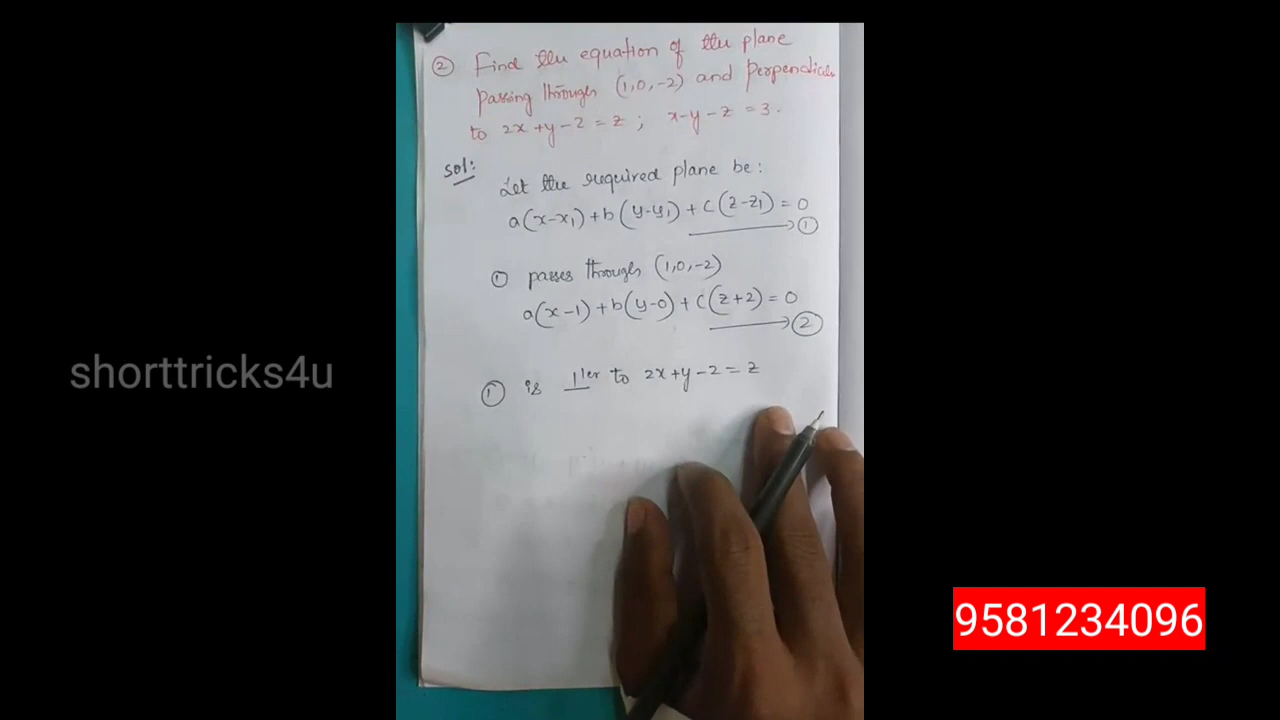 ② Find the equation of the plane
passing through (1,0,-2) and perpendicular
to 2x+y-2 = z ; x-y-z = 3.
Sol:
Let the required plane be:
a(x-x₁)+b(y-y₁)+c(z-z₁)=0
①
① passes through (1,0,-2)
a(x-1)+b(y-0)+c(z+2)=0
②
① is ⊥ler to 2x+y-2=z
shorttricks4u
9581234096